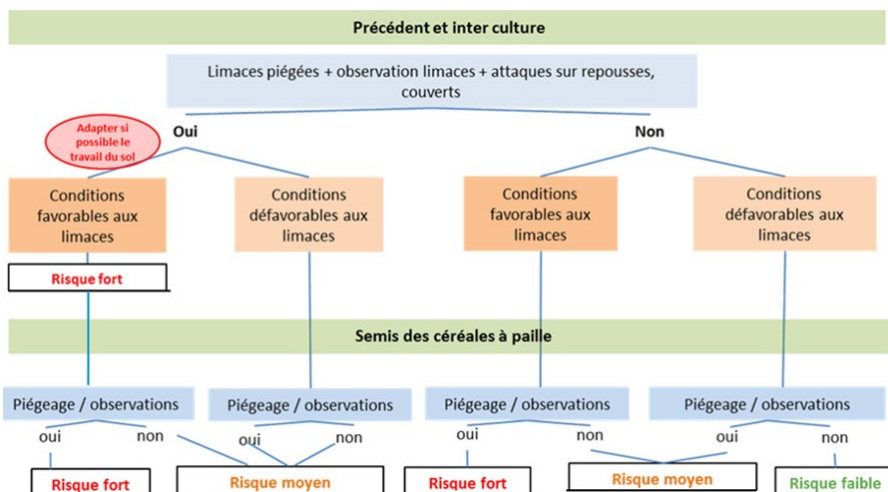 Précédent et inter culture
Limaces piégées + observation limaces + attaques sur repousses,
couverts
Adapter si
possible le
travail du sol
Oui
Non
Conditions
favorables aux
limaces
Conditions
défavorables aux
limaces
Conditions
favorables aux
limaces
Conditions
défavorables aux
limaces
Risque fort
Semis des céréales à paille
Piégeage / observations
Piégeage / observations
Piégeage / observations
Piégeage / observations
oui
non
oui
non
oui
non
oui
non
Risque fort
Risque moyen
Risque fort
Risque moyen
Risque faible